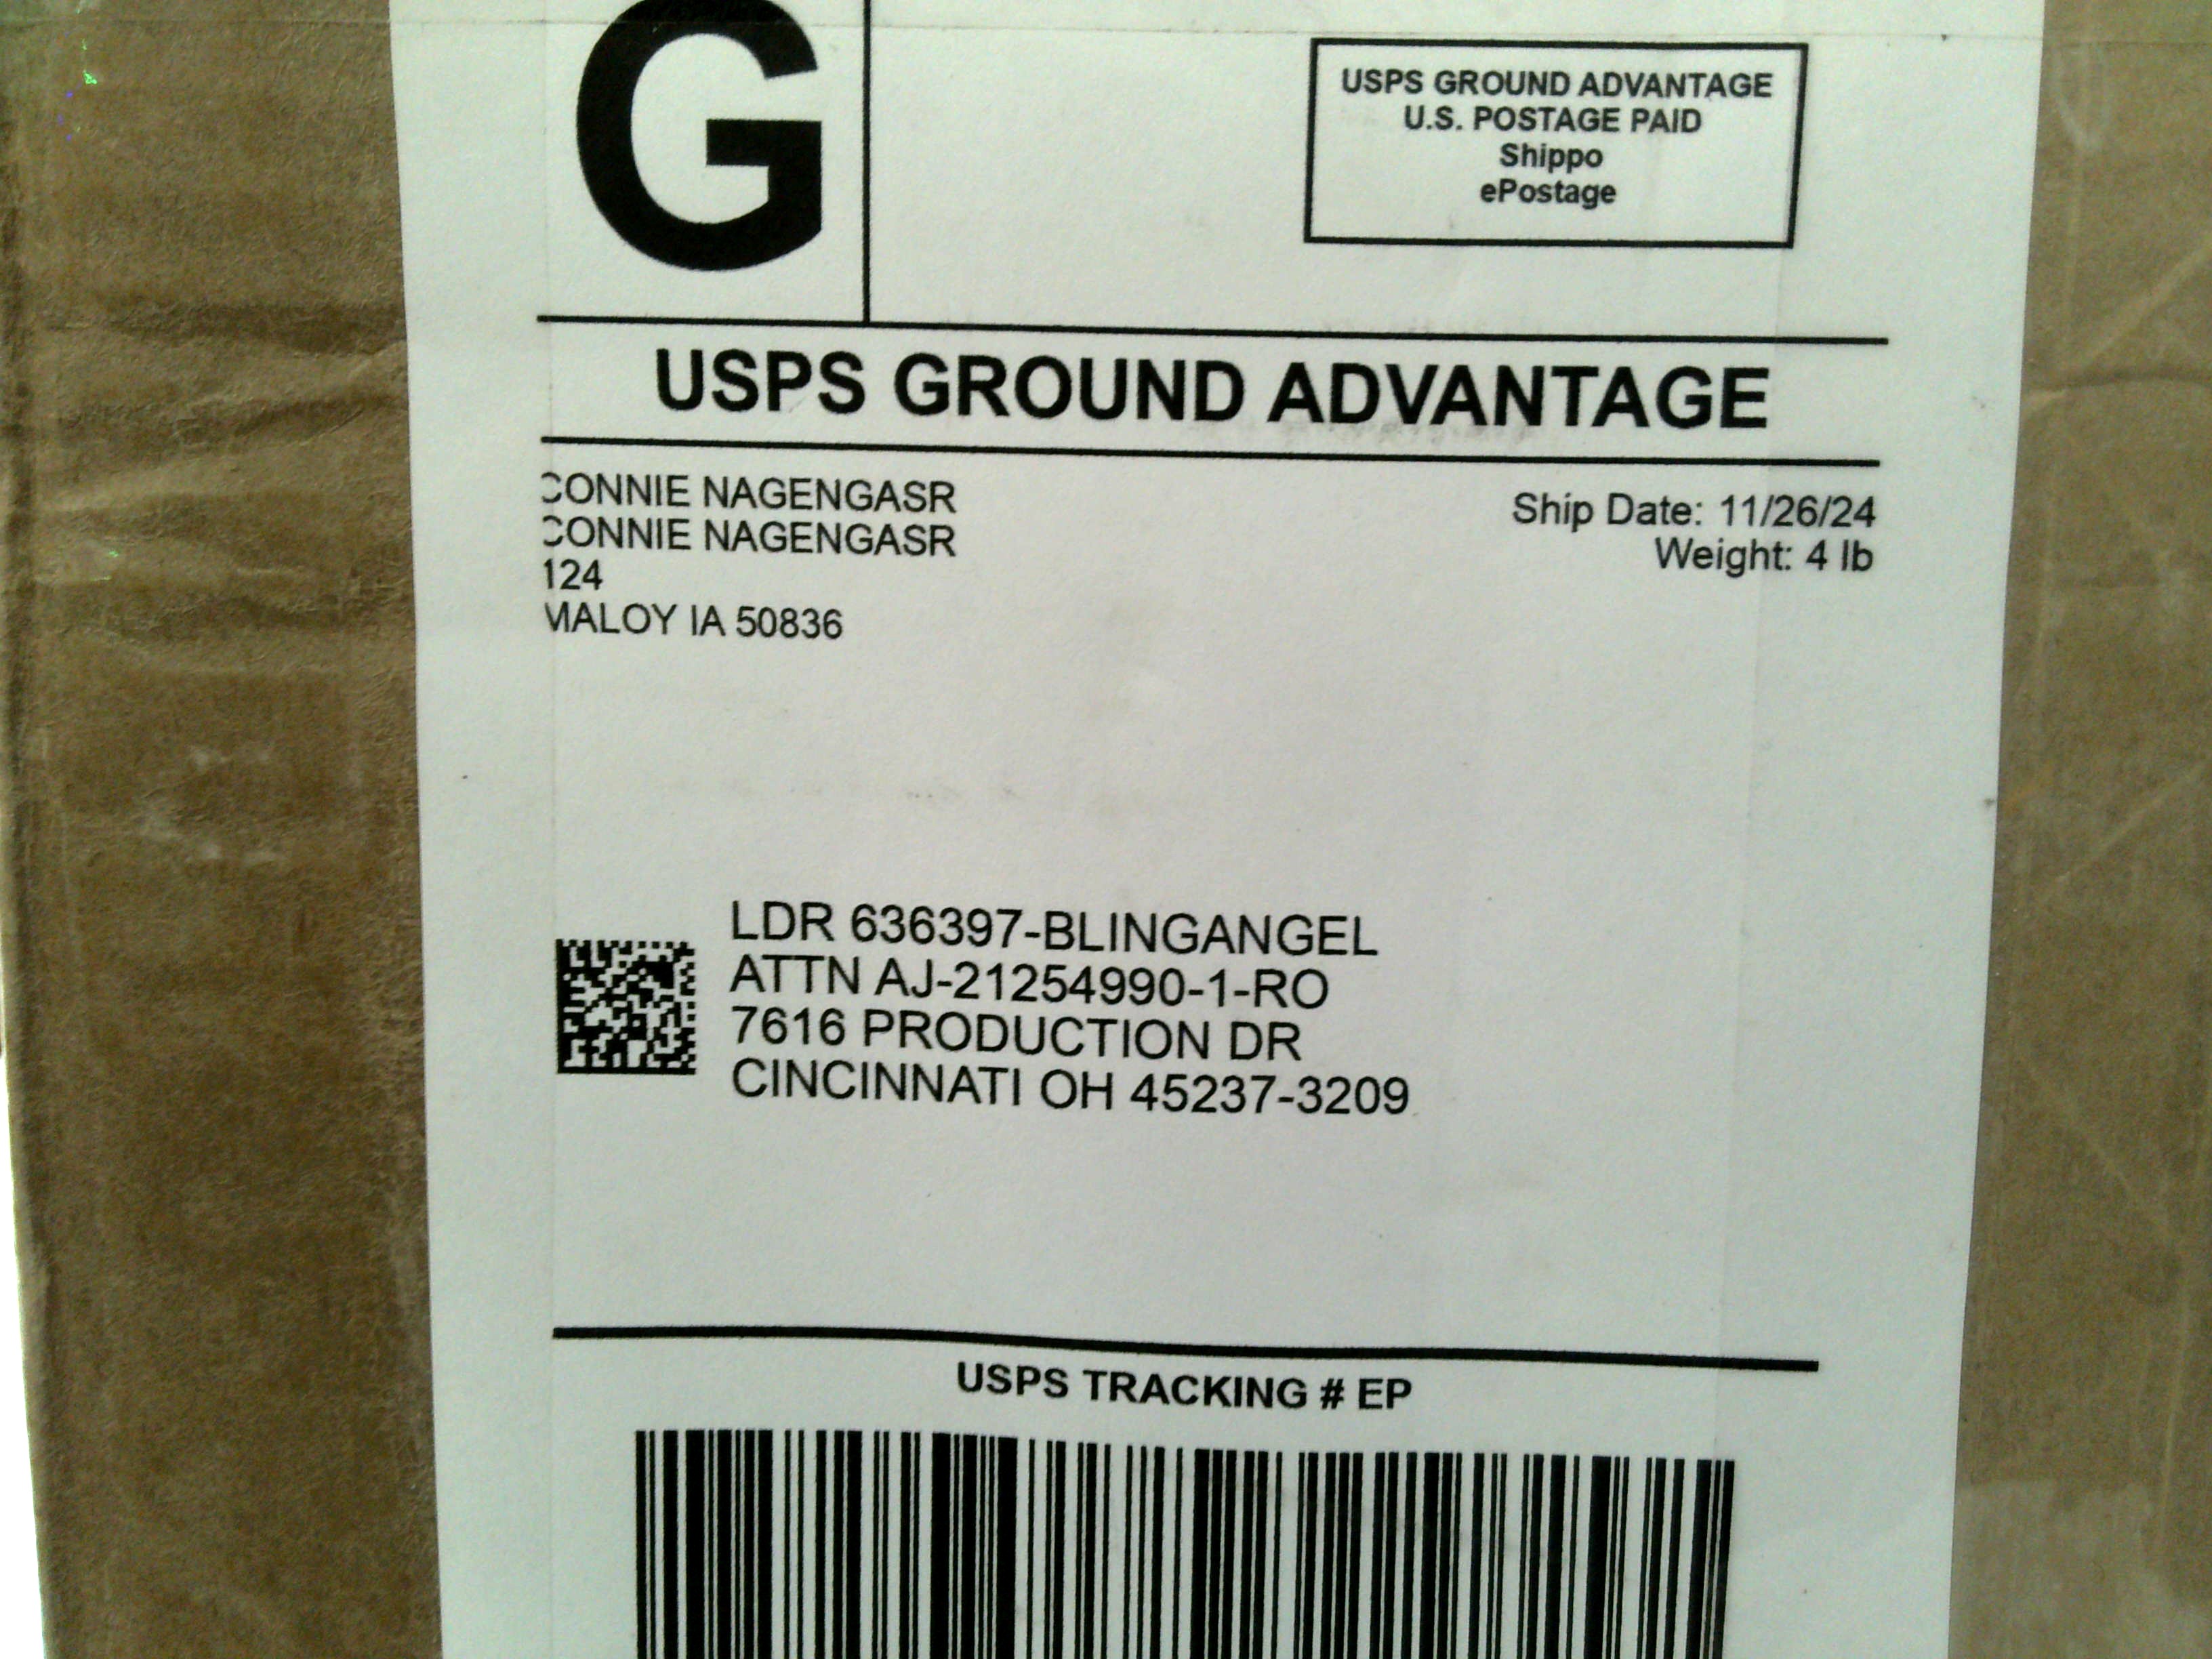 G
USPS GROUND ADVANTAGE
U.S. POSTAGE PAID
Shippo
ePostage
USPS GROUND ADVANTAGE
CONNIE NAGENGASR
CONNIE NAGENGASR
124
MALOY IA 50836
Ship Date: 11/26/24
Weight: 4 lb
LDR 636397-BLINGANGEL
ATTN AJ-21254990-1-RO
7616 PRODUCTION DR
CINCINNATI OH 45237-3209
USPS TRACKING # EP